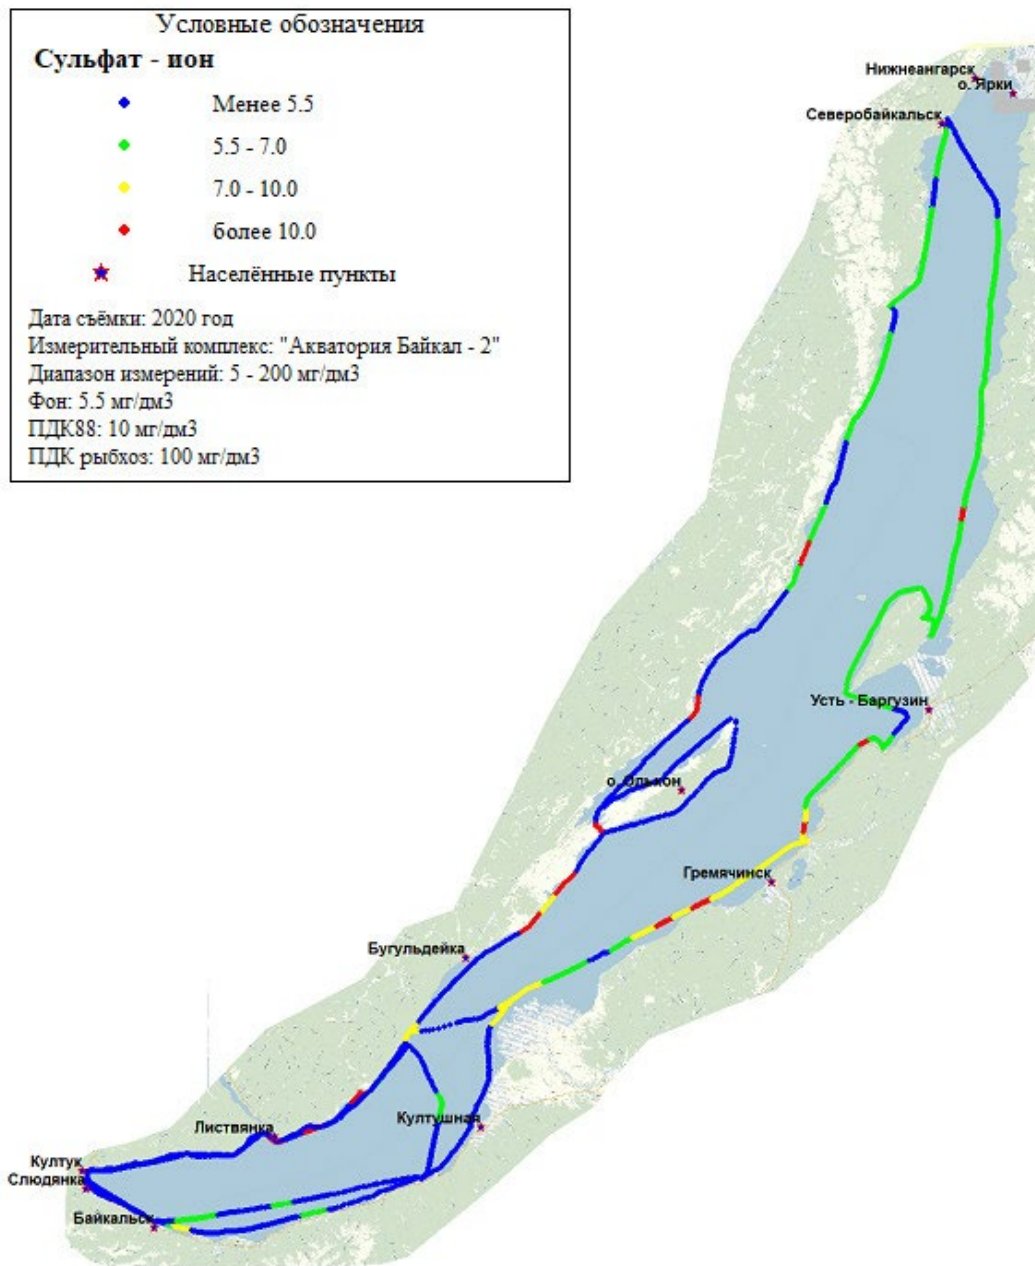 Условные обозначения
Сульфат - ион
Менее 5.5
5.5 - 7.0
7.0 - 10.0
более 10.0
Населённые пункты
Дата съёмки: 2020 год
Измерительный комплекс: "Акватория Байкал - 2"
Диапазон измерений: 5 - 200 мг/дм3
Фон: 5.5 мг/дм3
ПДК88: 10 мг/дм3
ПДК рыбхоз: 100 мг/дм3
Нижнеангарск
о. Ярки
Северобайкальск
Усть - Баргузин
о. Ольхон
Гремячинск
Бугульдейка
Листвянка
Култушная
Култук
Слюдянка
Байкальск